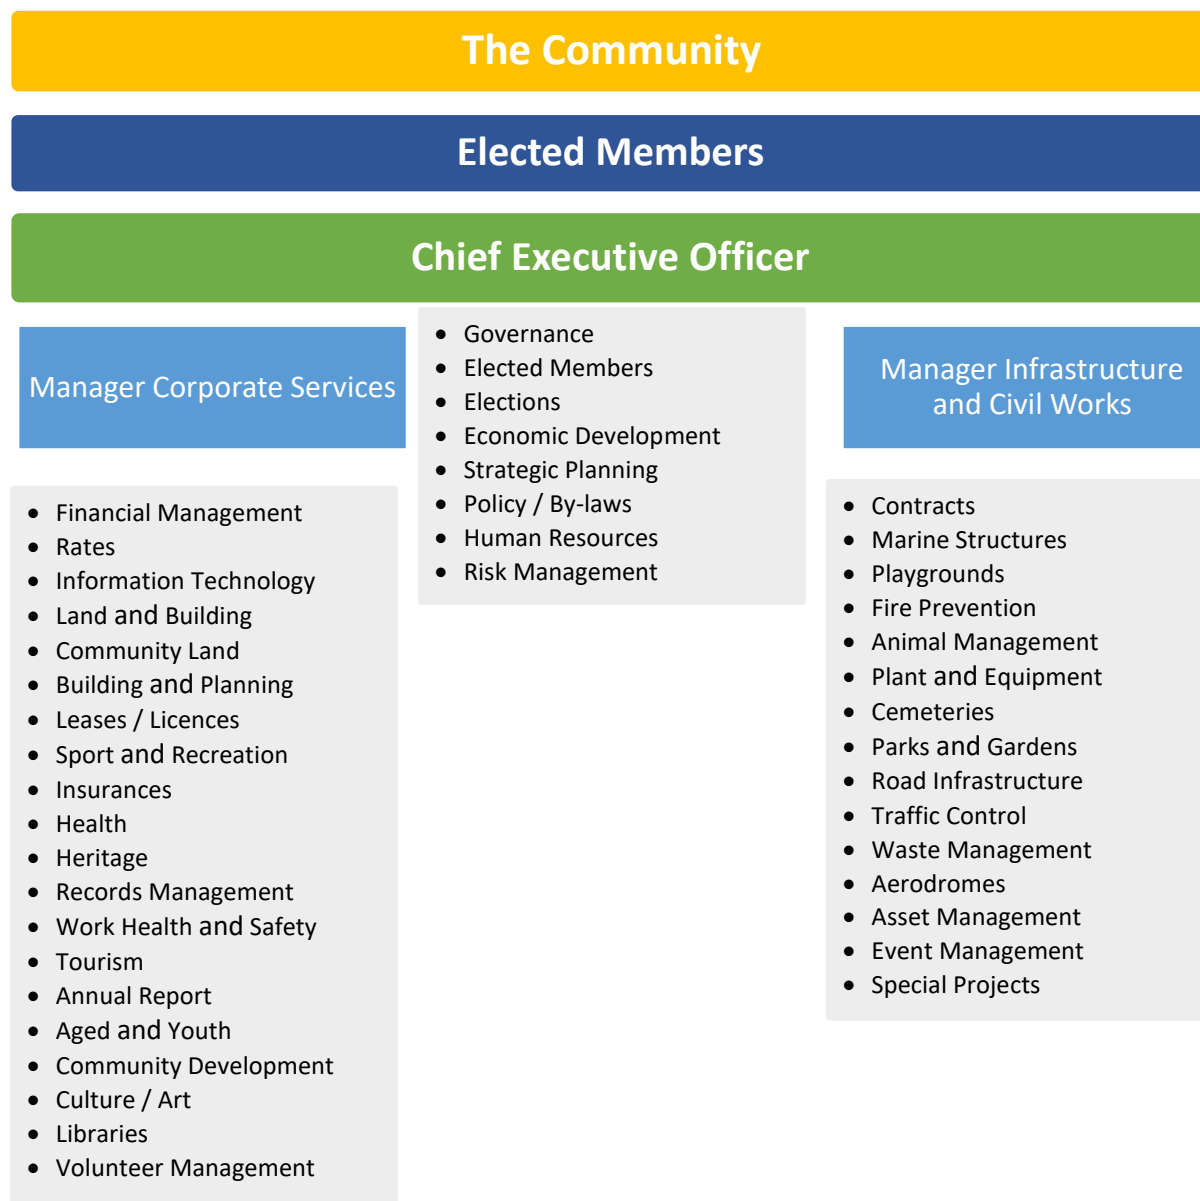 The Community
Elected Members
Chief Executive Officer
Manager Corporate Services
• Financial Management
• Rates
• Information Technology
• Land and Building
• Community Land
• Building and Planning
• Leases / Licences
• Sport and Recreation
• Insurances
• Health
• Heritage
• Records Management
• Work Health and Safety
• Tourism
• Annual Report
• Aged and Youth
• Community Development
• Culture / Art
• Libraries
• Volunteer Management
• Governance
• Elected Members
• Elections
• Economic Development
• Strategic Planning
• Policy / By-laws
• Human Resources
• Risk Management
Manager Infrastructure
and Civil Works
• Contracts
• Marine Structures
• Playgrounds
• Fire Prevention
• Animal Management
• Plant and Equipment
• Cemeteries
• Parks and Gardens
• Road Infrastructure
• Traffic Control
• Waste Management
• Aerodromes
• Asset Management
• Event Management
• Special Projects